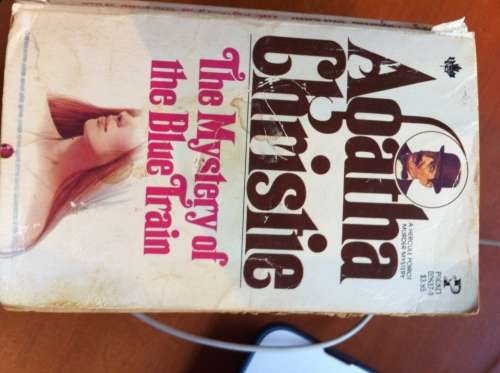 POCKET
$3.95
A HERCULE POIROT
MURDER MYSTERY
Agatha
Christie
The Mystery of
the Blue Train